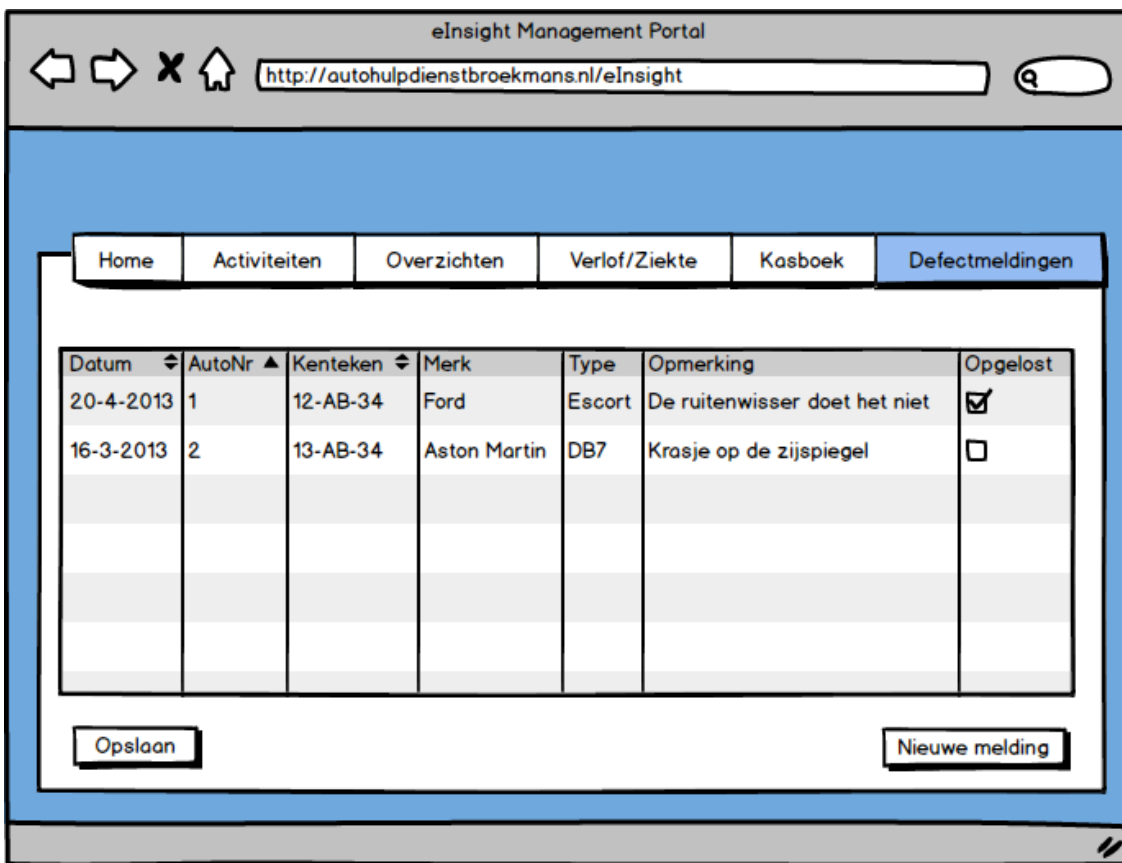 eInsight Management Portal
http://autohulpdienstbroekmans.nl/eInsight
Home Activiteiten Overzichten Verlof/Ziekte Kasboek Defectmeldingen
Datum AutoNr Kenteken Merk Type Opmerking Opgelost
20-4-2013 1 12-AB-34 Ford Escort De ruitenwisser doet het niet
16-3-2013 2 13-AB-34 Aston Martin DB7 Krasje op de zijspiegel
Opslaan Nieuwe melding